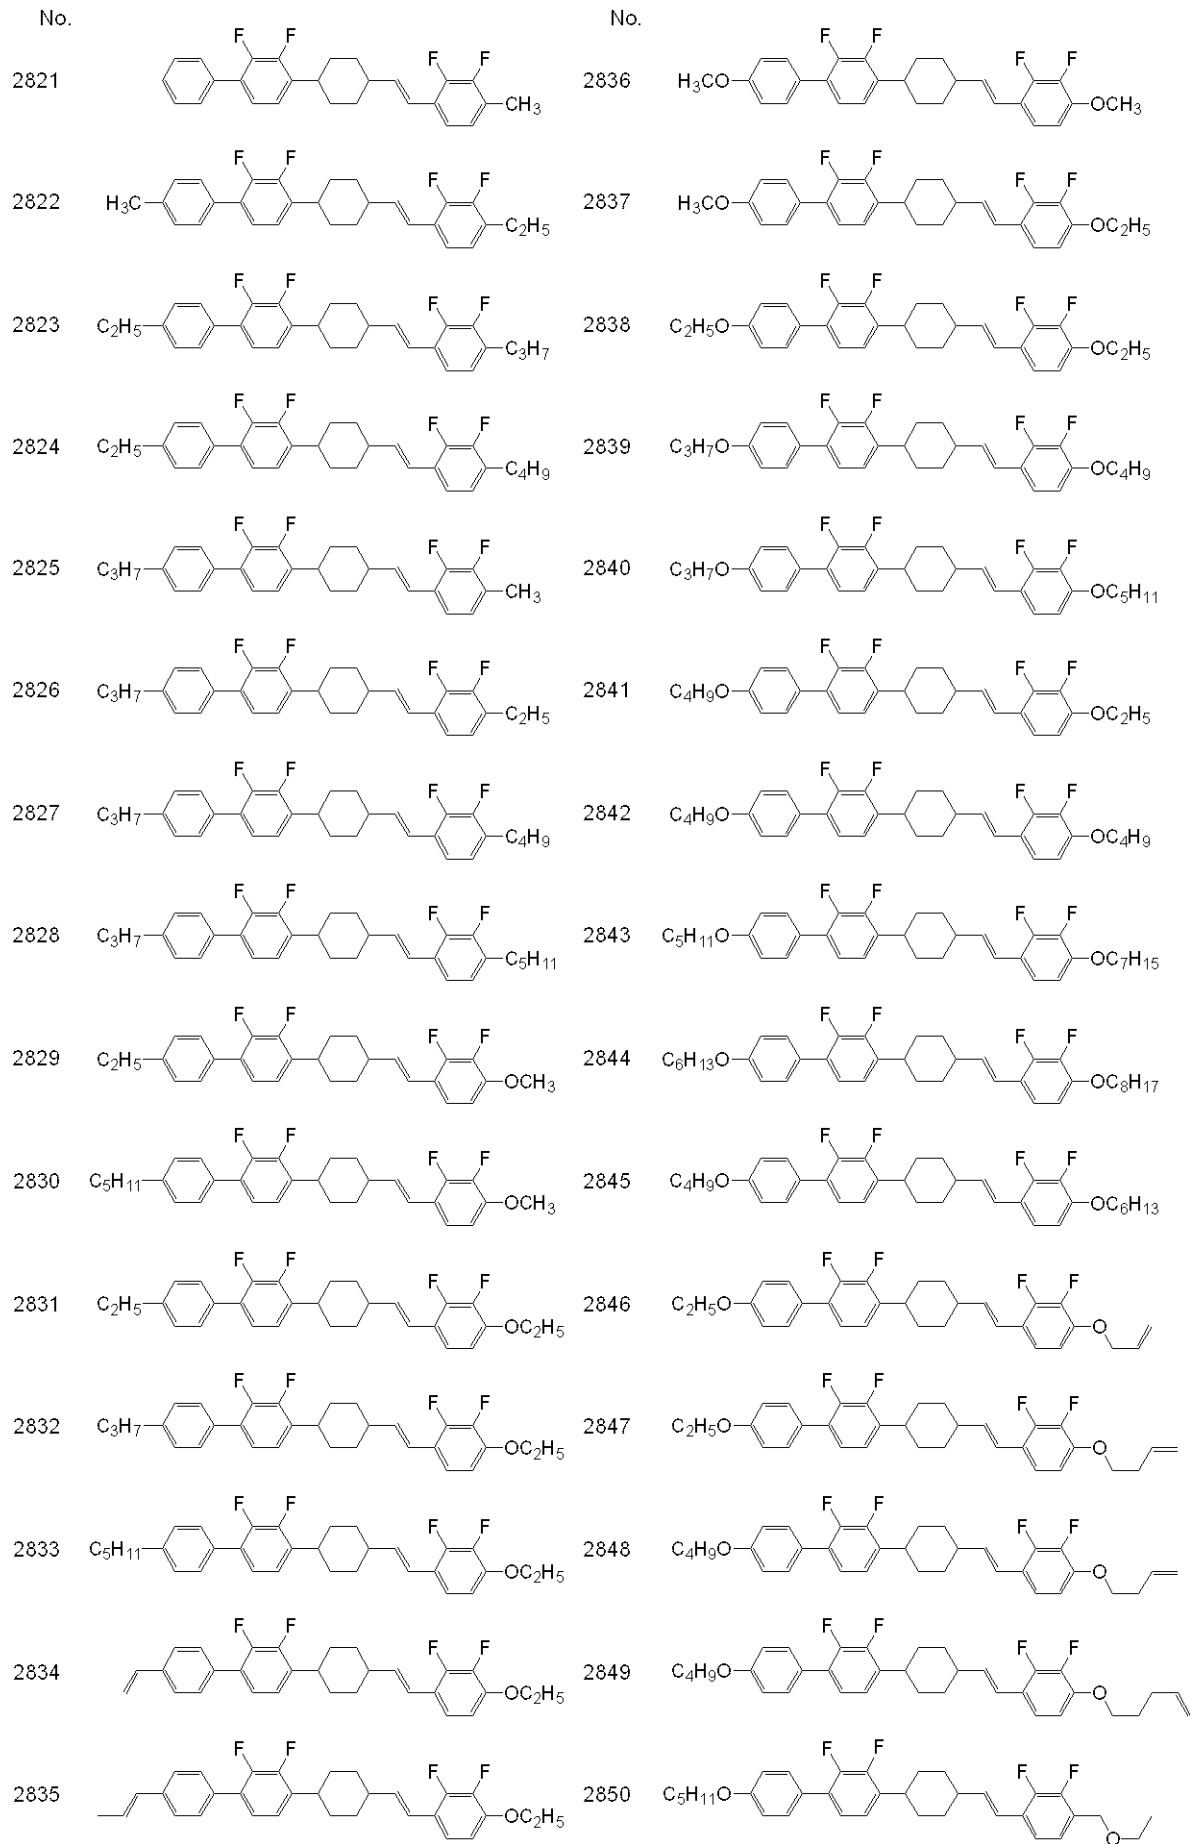 No.
2821 F F F F CH3
2822 H3C F F F F C2H5
2823 C2H5 F F F F C3H7
2824 C2H5 F F F F C4H9
2825 C3H7 F F F F CH3
2826 C3H7 F F F F C2H5
2827 C3H7 F F F F C4H9
2828 C3H7 F F F F C5H11
2829 C2H5 F F F F OCH3
2830 C5H11 F F F F OCH3
2831 C2H5 F F F F OC2H5
2832 C3H7 F F F F OC2H5
2833 C5H11 F F F F OC2H5
2834 F F F F OC2H5
2835 F F F F OC2H5
No.
2836 H3CO F F F F OCH3
2837 H3CO F F F F OC2H5
2838 C2H5O F F F F OC2H5
2839 C3H7O F F F F OC4H9
2840 C3H7O F F F F OC5H11
2841 C4H9O F F F F OC2H5
2842 C4H9O F F F F OC4H9
2843 C5H11O F F F F OC7H15
2844 C6H13O F F F F OC8H17
2845 C4H9O F F F F OC6H13
2846 C2H5O F F F F O
2847 C2H5O F F F F O
2848 C4H9O F F F F O
2849 C4H9O F F F F O
2850 C5H11O F F F F O